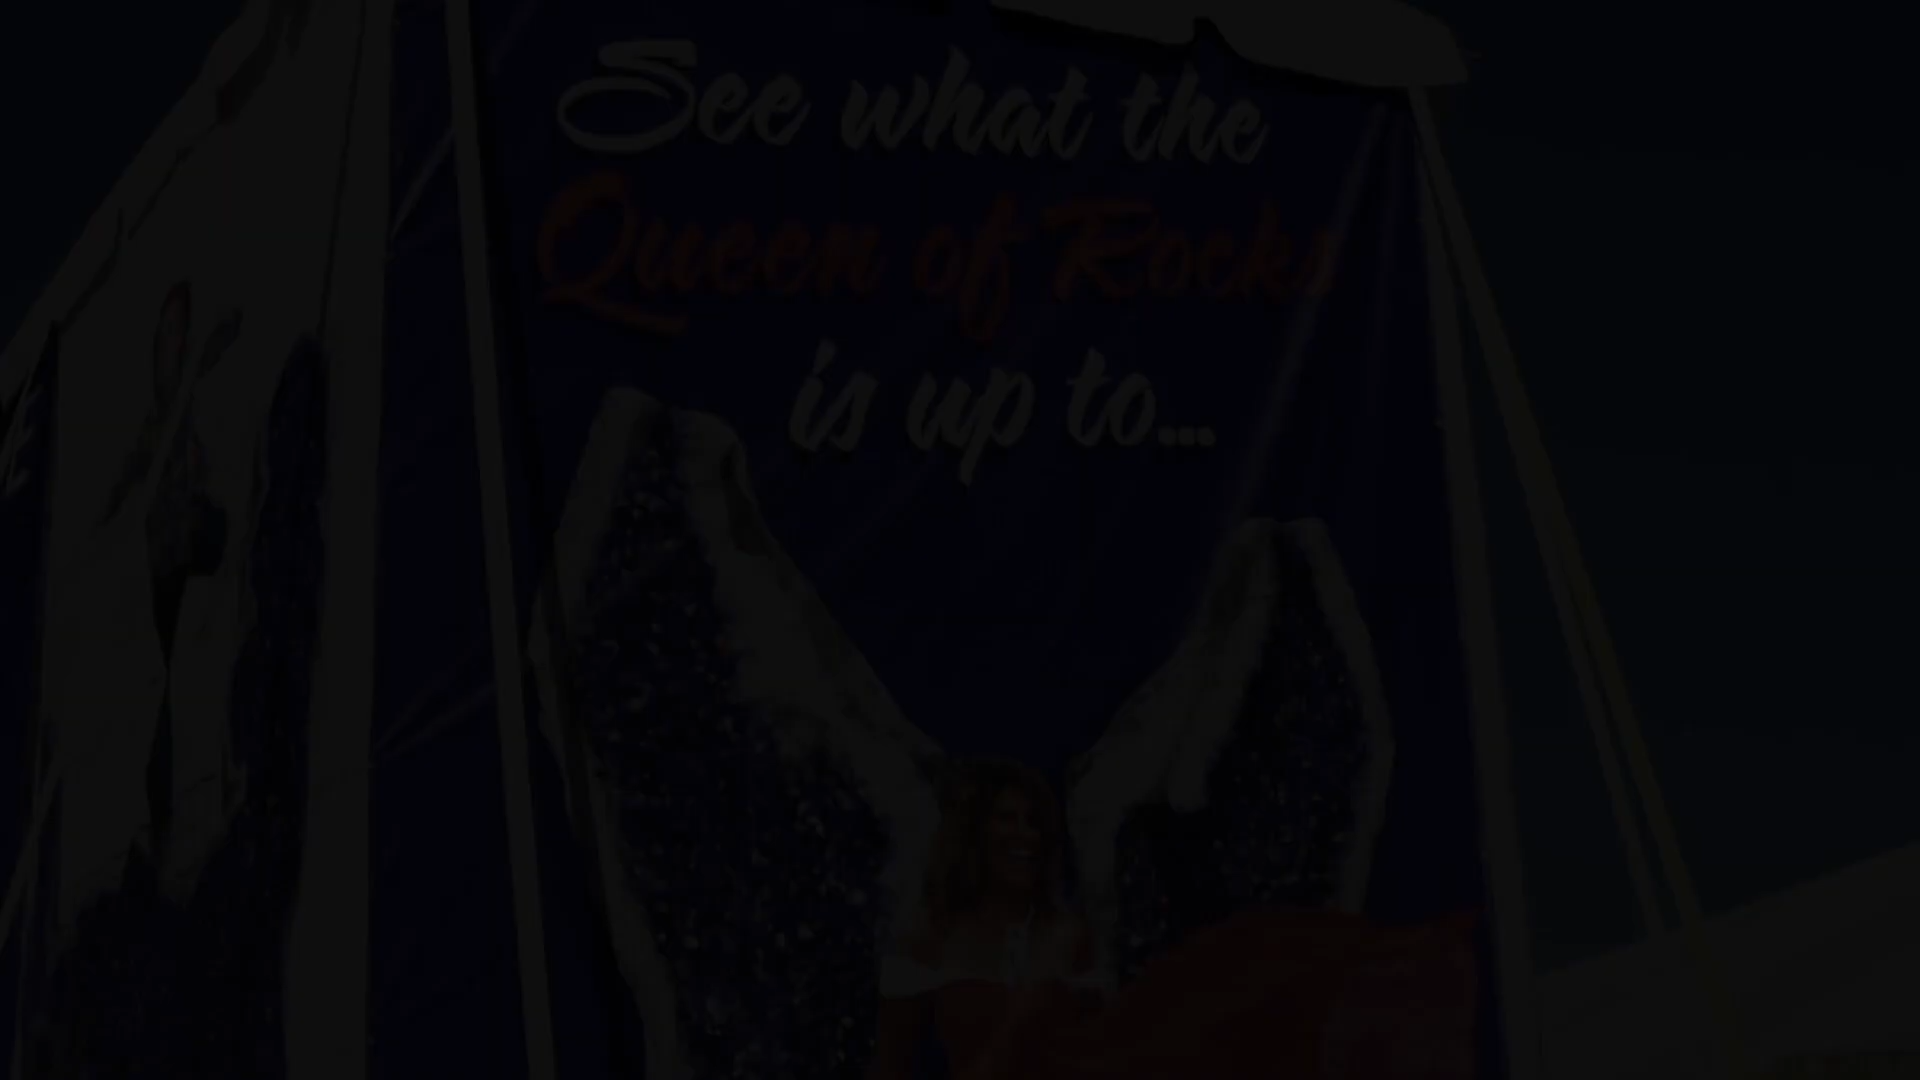 See what the
Queen of Rocks
is up to...